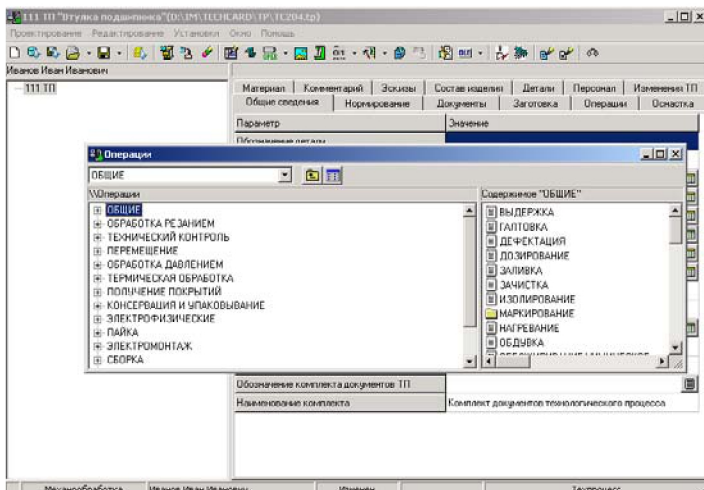 111 ТП "Втулка подшипника"(D:\IM\TECHCARD\TP\TC204.tp)
Проектирование Редактирование Установки Окно Помощь
Иванов Иван Иванович
111 ТП
Материал Комментарий Эскизы Состав изделия Детали Персонал Изменения ТП
Общие сведения Нормирование Документы Заготовка Операции Оснастка
Параметр Значение
Обозначение детали
Операции
ОБЩИЕ
\\Операции Содержимое "ОБЩИЕ"
ОБЩИЕ ВЫДЕРЖКА
ОБРАБОТКА РЕЗАНИЕМ ГАЛТОВКА
ТЕХНИЧЕСКИЙ КОНТРОЛЬ ДЕФЕКТАЦИЯ
ПЕРЕМЕЩЕНИЕ ДОЗИРОВАНИЕ
ОБРАБОТКА ДАВЛЕНИЕМ ЗАЛИВКА
ТЕРМИЧЕСКАЯ ОБРАБОТКА ЗАЧИСТКА
ПОЛУЧЕНИЕ ПОКРЫТИЙ ИЗОЛИРОВАНИЕ
КОНСЕРВАЦИЯ И УПАКОВЫВАНИЕ МАРКИРОВАНИЕ
ЭЛЕКТРОФИЗИЧЕСКИЕ НАГРЕВАНИЕ
ПАЙКА ОБДУВКА
ЭЛЕКТРОМОНТАЖ
СБОРКА
Обозначение комплекта документов ТП
Наименование комплекта Комплект документов технологического процесса
Механообработка Иванов Иван Иванович Изменен Техпроцесс